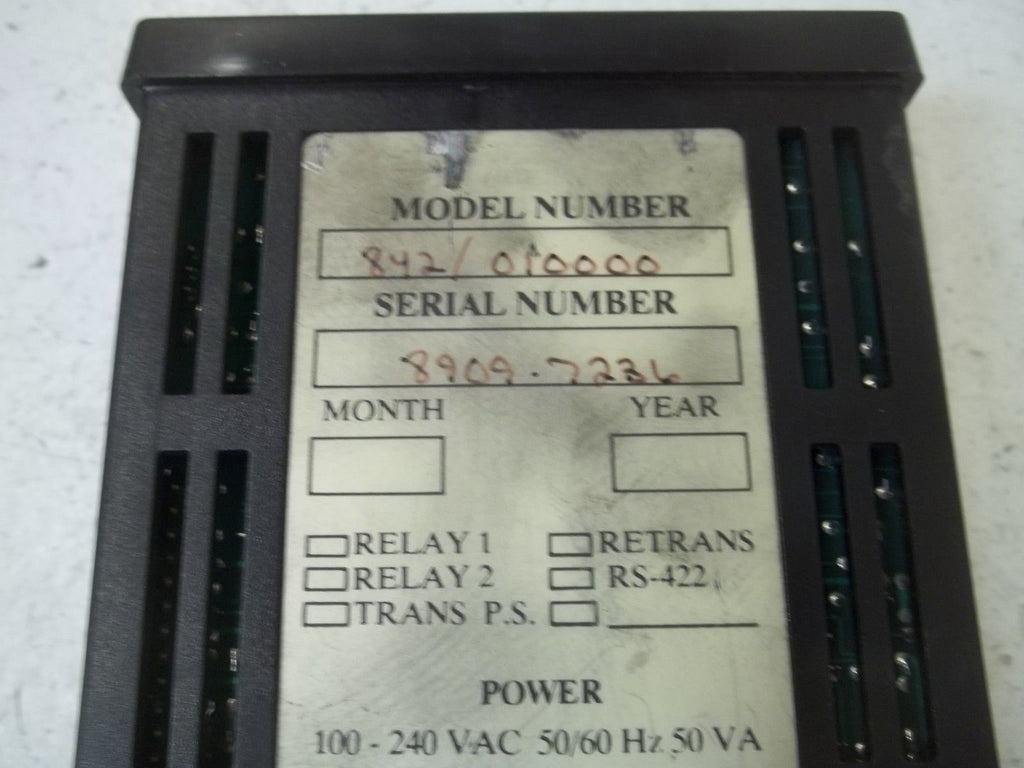 MODEL NUMBER
842/010000
SERIAL NUMBER
8909.7236
MONTH YEAR
RELAY 1 RETRANS
RELAY 2 RS-422
TRANS P.S.
POWER
100 - 240 VAC 50/60 Hz 50 VA